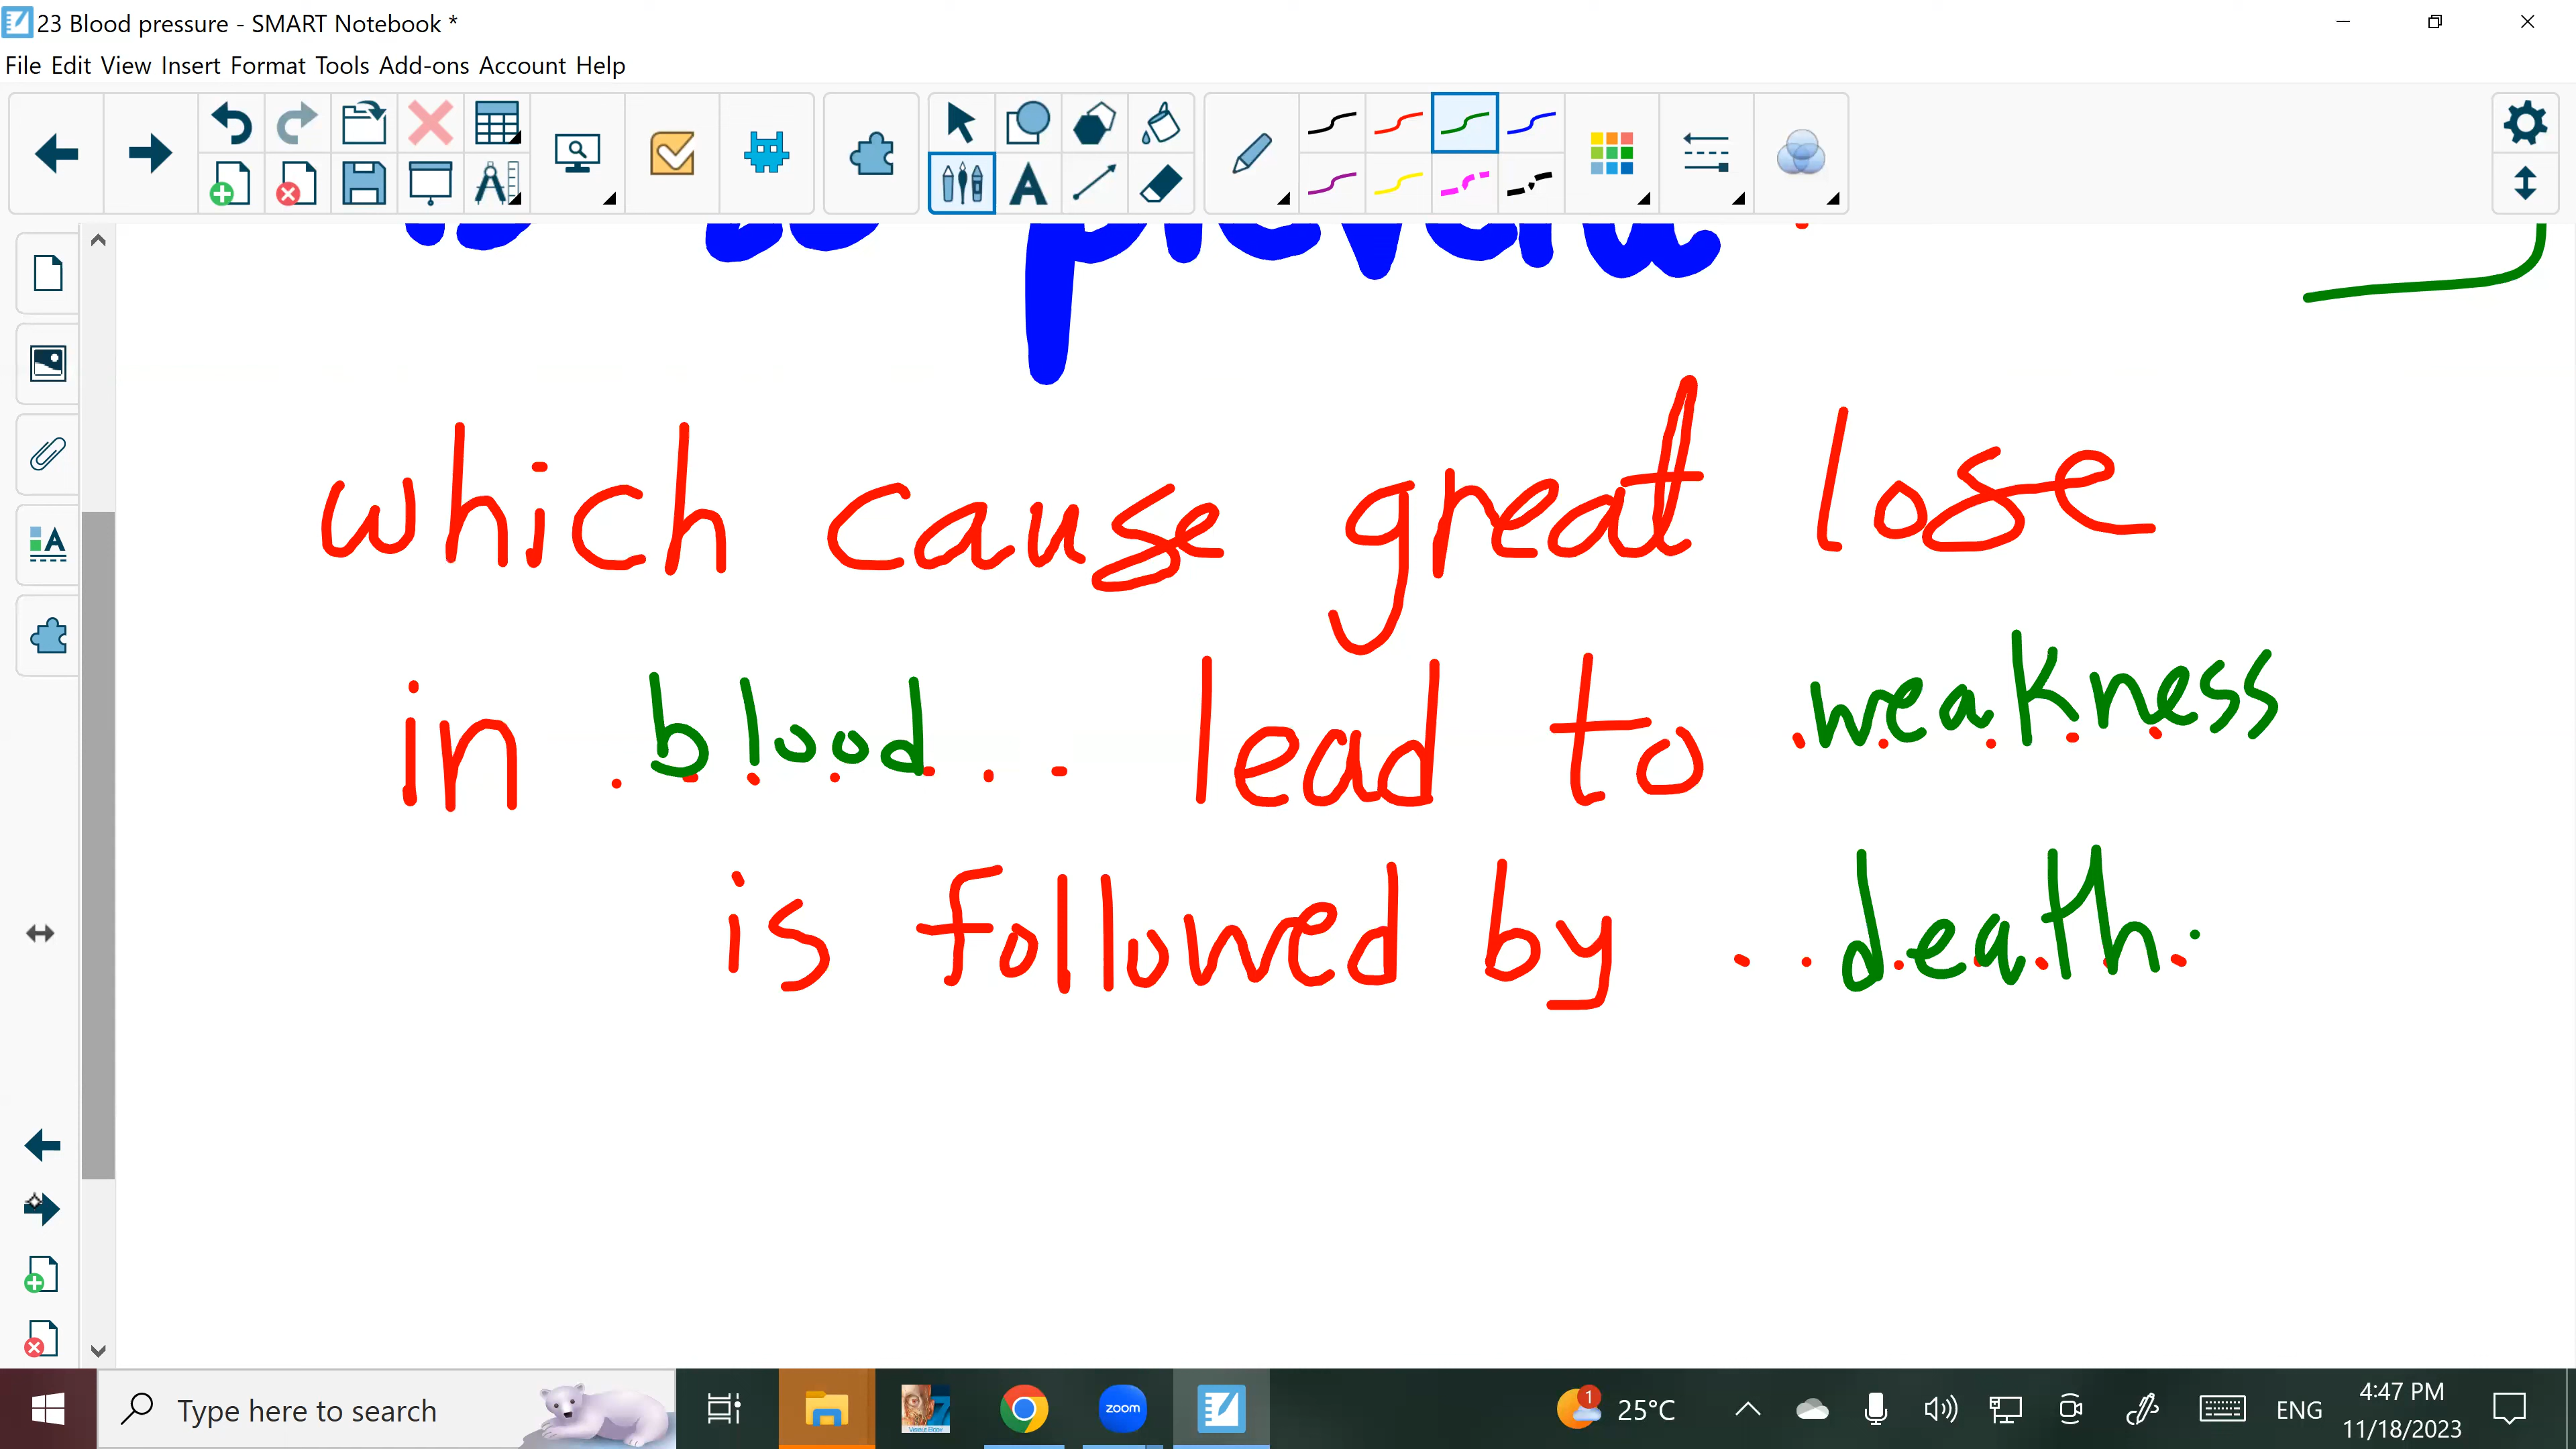 23 Blood pressure - SMART Notebook *
File Edit View Insert Format Tools Add-ons Account Help
which cause great lose
in . blood . . . lead to . weakness
is followed by . . death .
Type here to search
zoom
1
25°C
ENG
4:47 PM
11/18/2023